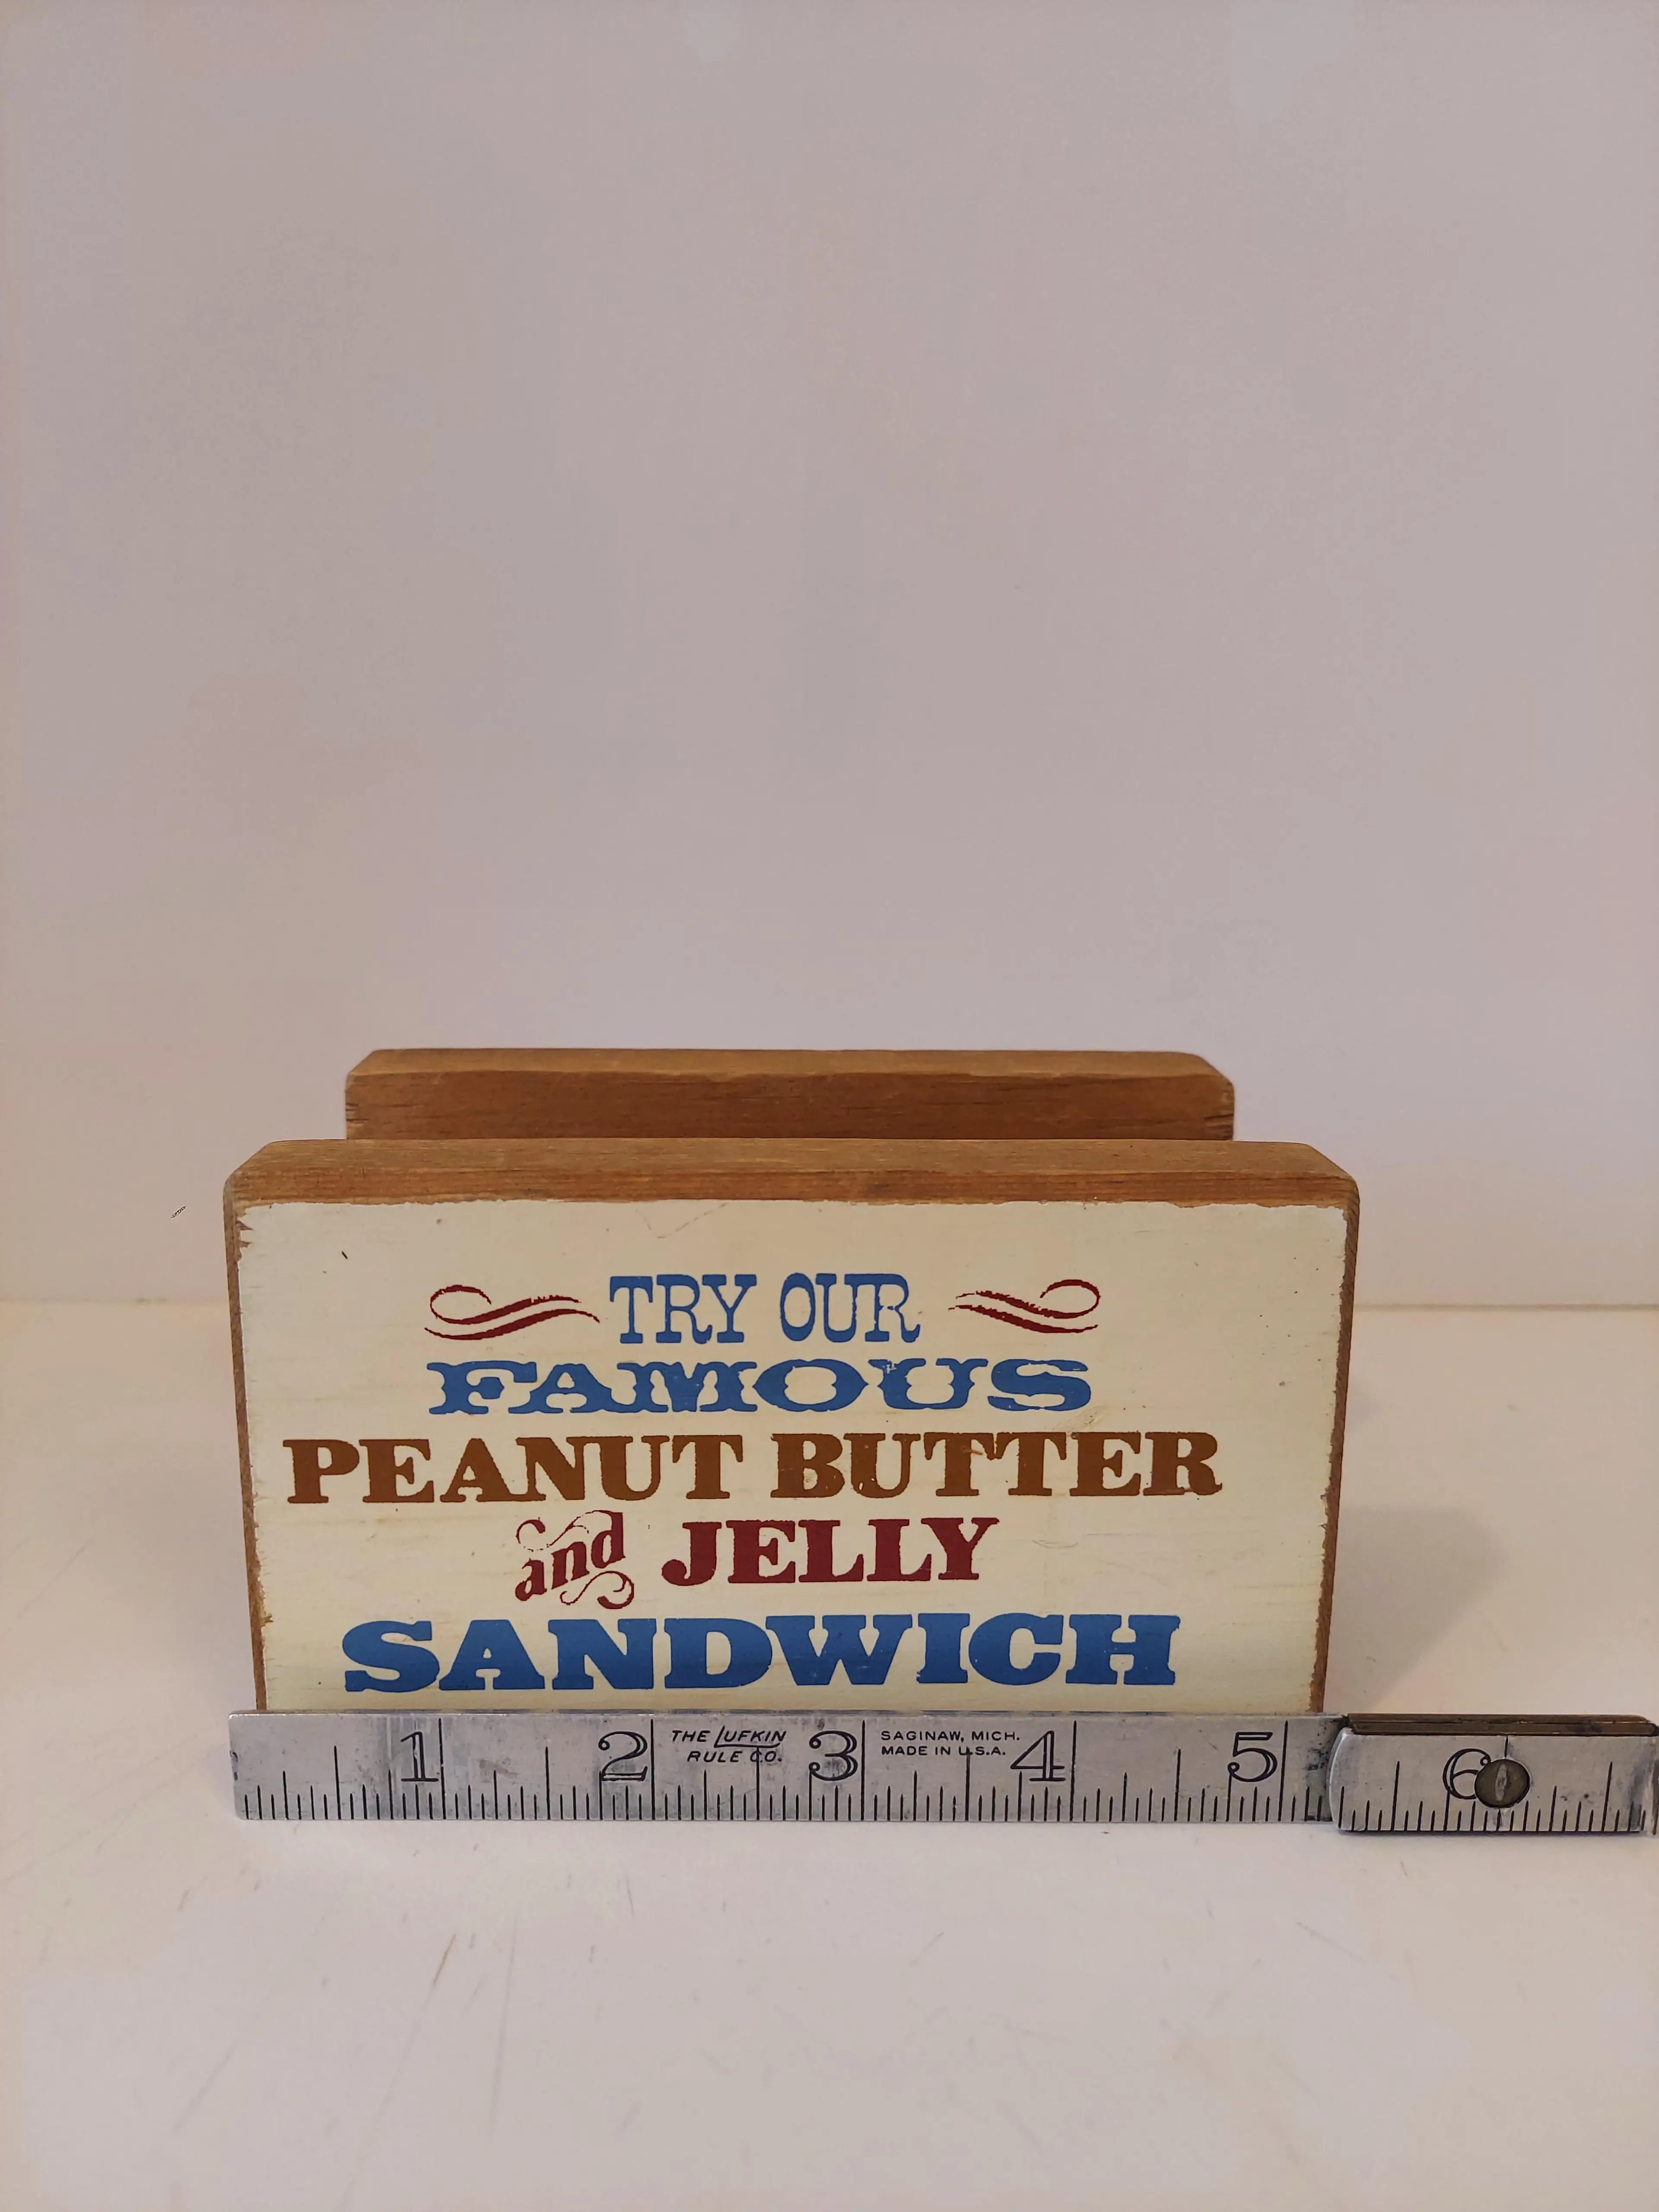 TRY OUR
FAMOUS
PEANUT BUTTER
and JELLY
SANDWICH
1 2 THE LUFKIN RULE CO. 3 SAGINAW, MICH. MADE IN U.S.A. 4 5 6